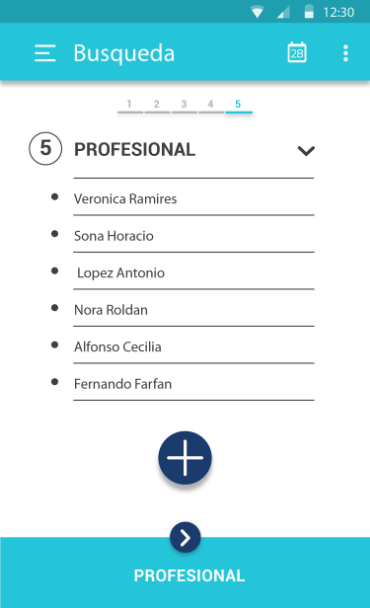 12:30
Busqueda
28
1 2 3 4 5
5 PROFESIONAL
Veronica Ramires
Sona Horacio
Lopez Antonio
Nora Roldan
Alfonso Cecilia
Fernando Farfan
PROFESIONAL